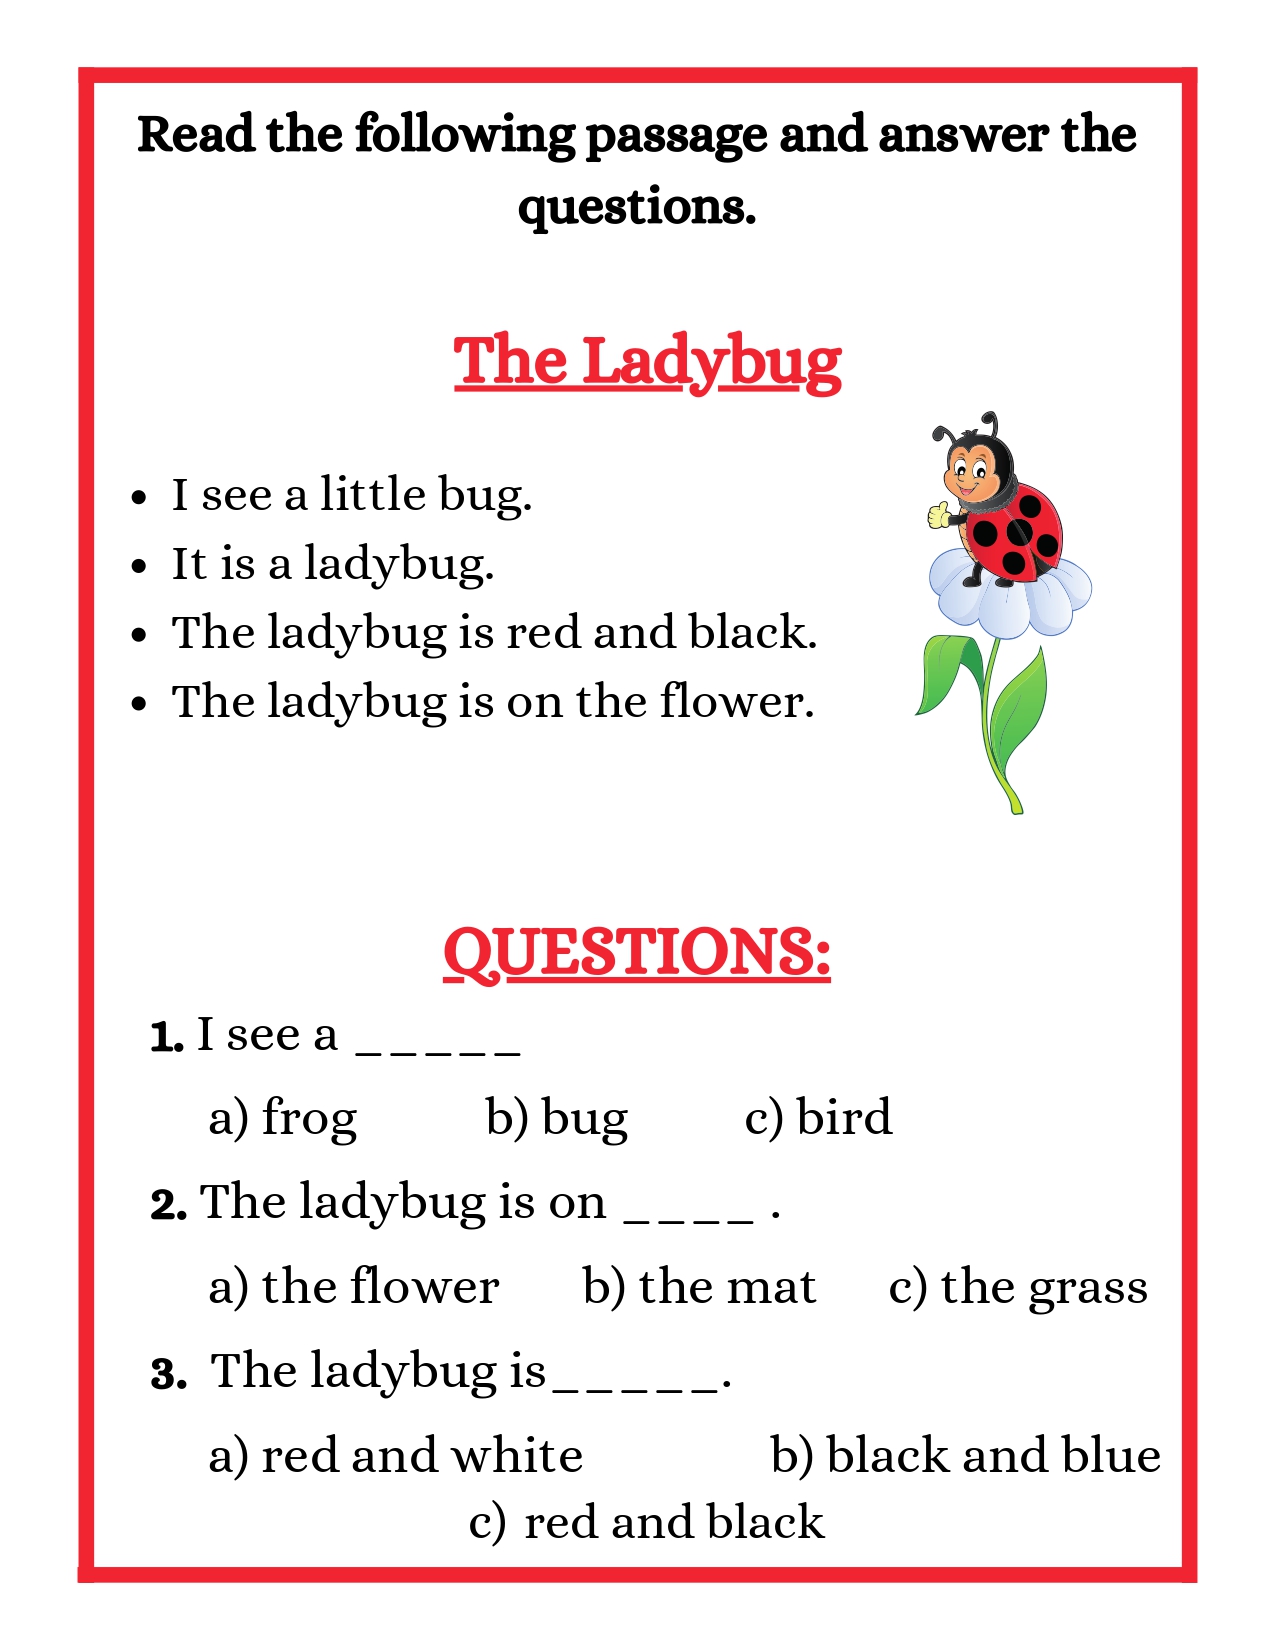 Read the following passage and answer the
questions.
The Ladybug
• I see a little bug.
• It is a ladybug.
• The ladybug is red and black.
• The ladybug is on the flower.
QUESTIONS:
1. I see a _____
a) frog b) bug c) bird
2. The ladybug is on ____ .
a) the flower b) the mat c) the grass
3. The ladybug is_____.
a) red and white b) black and blue
c) red and black